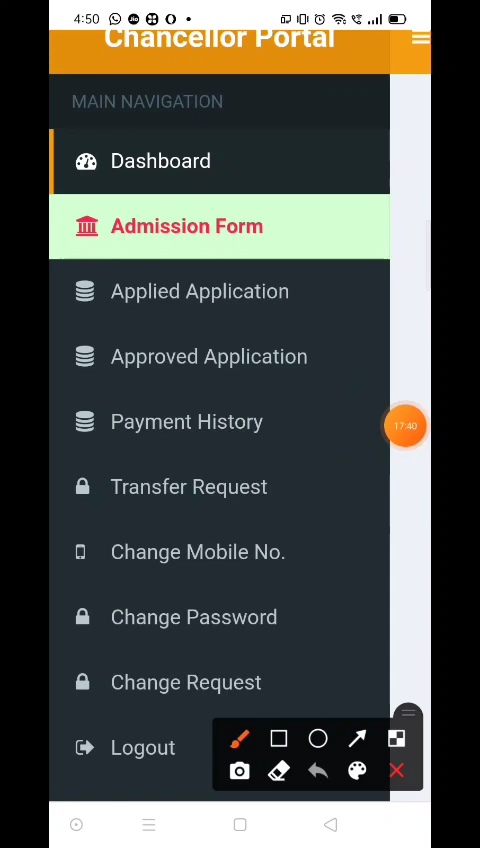 4:50
Chancellor Portal
MAIN NAVIGATION
Dashboard
Admission Form
Applied Application
Approved Application
Payment History
17:40
Transfer Request
Change Mobile No.
Change Password
Change Request
Logout